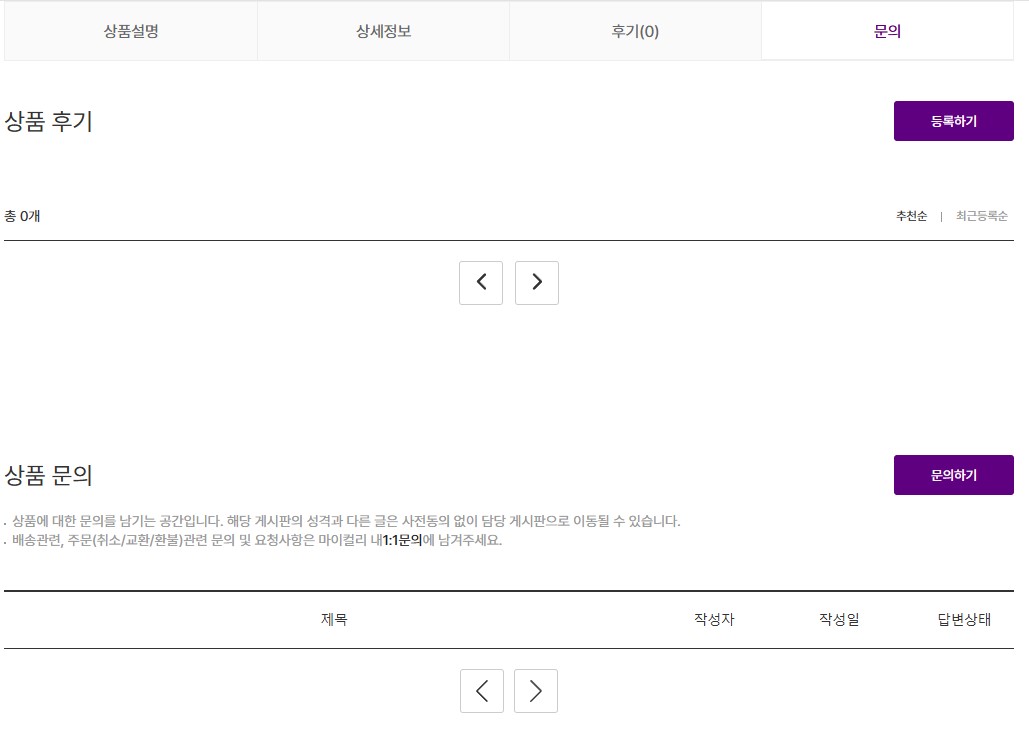 상품설명 상세정보 후기(0) 문의
상품 후기 등록하기
총 0개 추천순 | 최근등록순
상품 문의 문의하기
· 상품에 대한 문의를 남기는 공간입니다. 해당 게시판의 성격과 다른 글은 사전동의 없이 담당 게시판으로 이동될 수 있습니다.
· 배송관련, 주문(취소/교환/환불)관련 문의 및 요청사항은 마이컬리 내1:1문의에 남겨주세요.
제목 작성자 작성일 답변상태